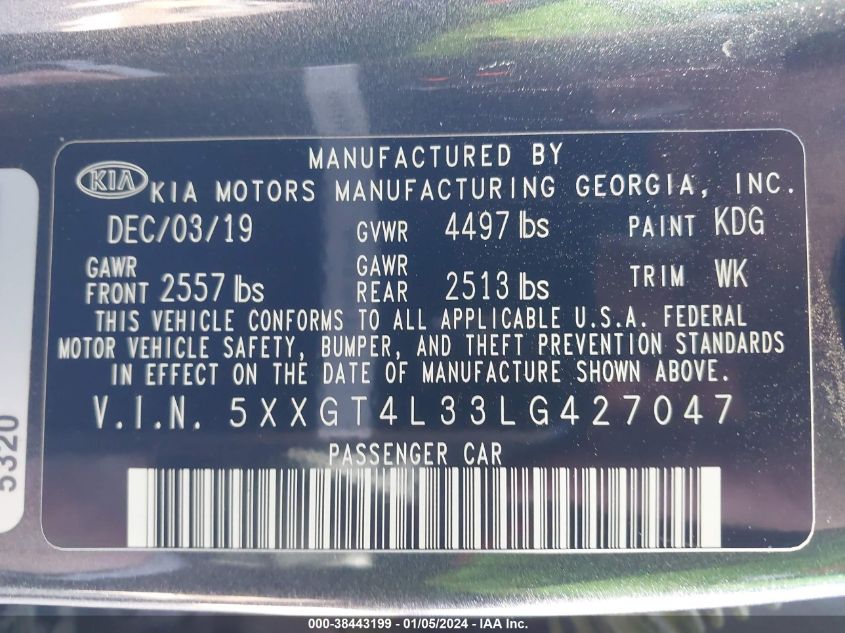 MANUFACTURED BY
KIA KIA MOTORS MANUFACTURING GEORGIA, INC.
DEC/03/19 GVWR 4497 lbs PAINT KDG
GAWR FRONT 2557 lbs GAWR REAR 2513 lbs TRIM WK
THIS VEHICLE CONFORMS TO ALL APPLICABLE U.S.A. FEDERAL
MOTOR VEHICLE SAFETY, BUMPER, AND THEFT PREVENTION STANDARDS
IN EFFECT ON THE DATE OF MANUFACTURE SHOWN ABOVE.
V.I.N. 5XXGT4L33LG427047
PASSENGER CAR
5320
000-38443199 - 01/05/2024 - IAA Inc.